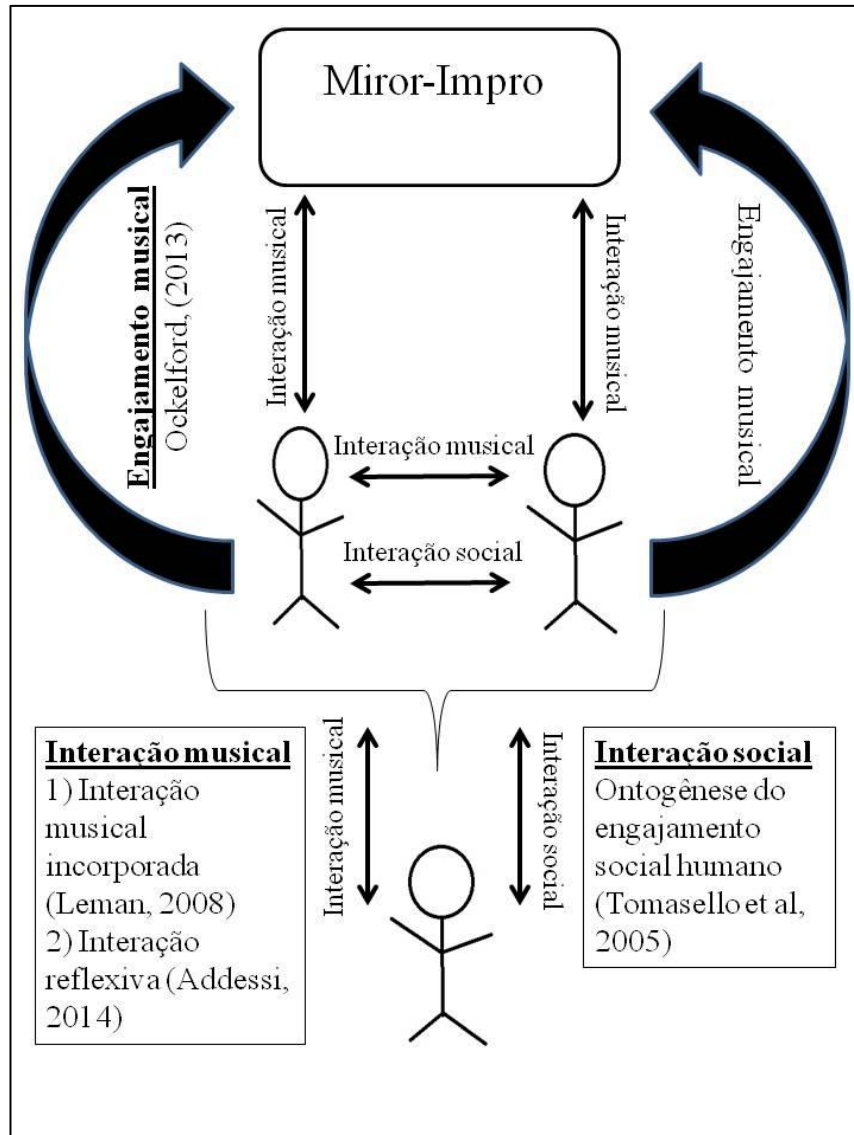 Miror-Impro
Engajamento musical
Ockelford, (2013)
Interação musical
Interação musical
Engajamento musical
Interação musical
Interação social
Interação musical
Interação social
Interação musical
1) Interação
musical
incorporada
(Leman, 2008)
2) Interação
reflexiva (Addessi,
2014)
Interação social
Ontogênese do
engajamento
social humano
(Tomasello et al,
2005)